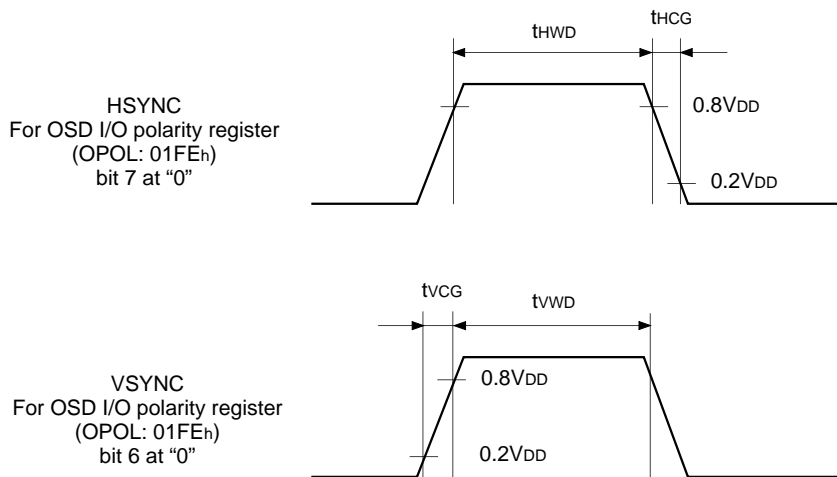 tHWD
tHCG
HSYNC
For OSD I/O polarity register
(OPOL: 01FEh)
bit 7 at “0”
0.8VDD
0.2VDD
tVCG
tVWD
VSYNC
For OSD I/O polarity register
(OPOL: 01FEh)
bit 6 at “0”
0.8VDD
0.2VDD